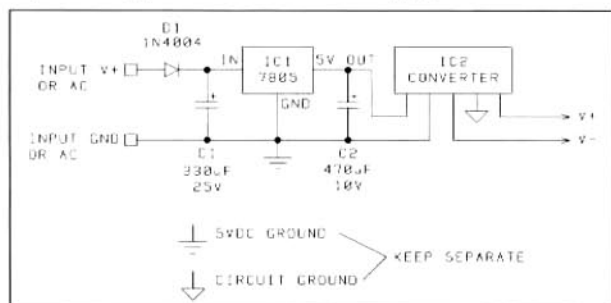 D1
1N4004
INPUT V+
OR AC
IN
IC1
7805
5V OUT
GND
IC2
CONVERTER
+
+
V+
V-
INPUT GND
OR AC
C1
330uF
25V
C2
470uF
10V
5VDC GROUND
KEEP SEPARATE
CIRCUIT GROUND